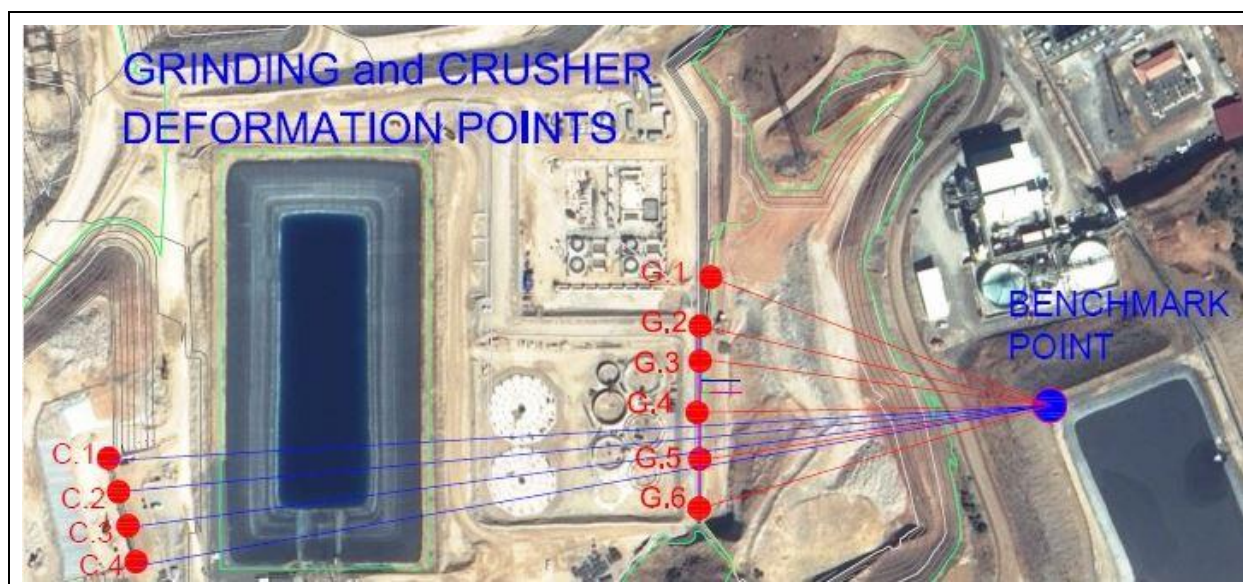 GRINDING and CRUSHER
DEFORMATION POINTS
G.1
G.2
BENCHMARK
POINT
G.3
G.4
C.1
G.5
C.2
G.6
C.3
C.4